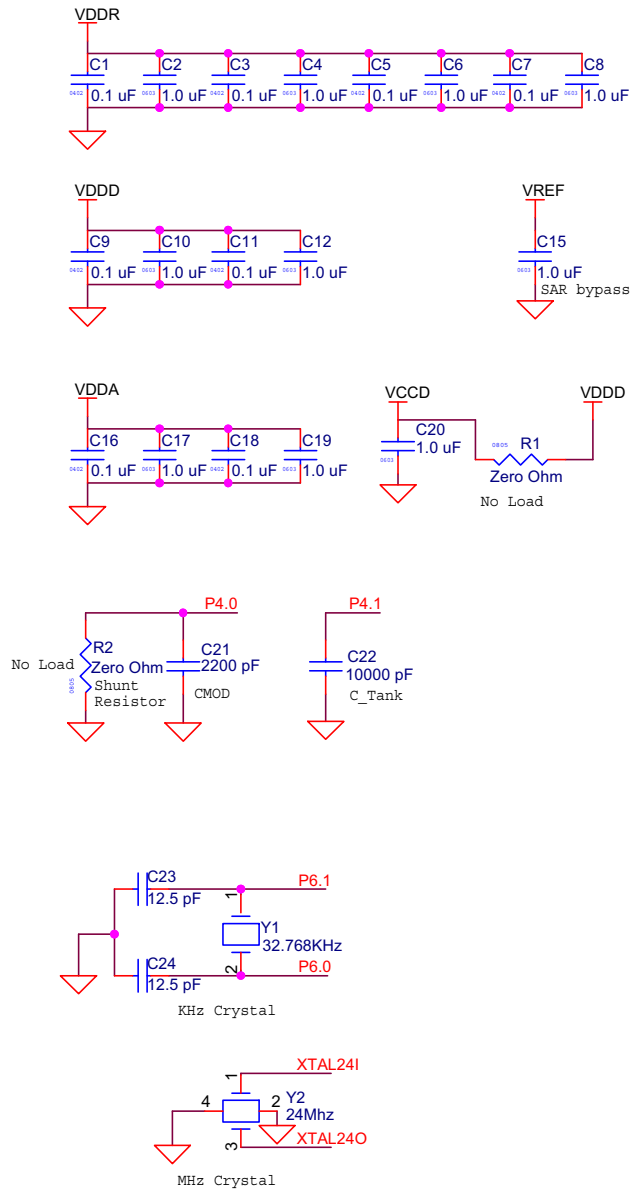 VDDR
C1 C2 C3 C4 C5 C6 C7 C8
0402 0.1 uF 0603 1.0 uF 0402 0.1 uF 0603 1.0 uF 0402 0.1 uF 0603 1.0 uF 0402 0.1 uF 0603 1.0 uF
VDDD VREF
C9 C10 C11 C12 C15
0402 0.1 uF 0603 1.0 uF 0402 0.1 uF 0603 1.0 uF 0603 1.0 uF
SAR bypass
VDDA VCCD VDDD
C16 C17 C18 C19 C20 0805 R1
0402 0.1 uF 0603 1.0 uF 0402 0.1 uF 0603 1.0 uF 0603 1.0 uF Zero Ohm
No Load
P4.0 P4.1
R2 C21 C22
No Load Zero Ohm 2200 pF 10000 pF
0805 Shunt CMOD C_Tank
Resistor
C23 P6.1
12.5 pF 1
Y1
32.768KHz
C24 2 P6.0
12.5 pF
KHz Crystal
XTAL24I
1
4 2 Y2
24Mhz
3 XTAL24O
MHz Crystal